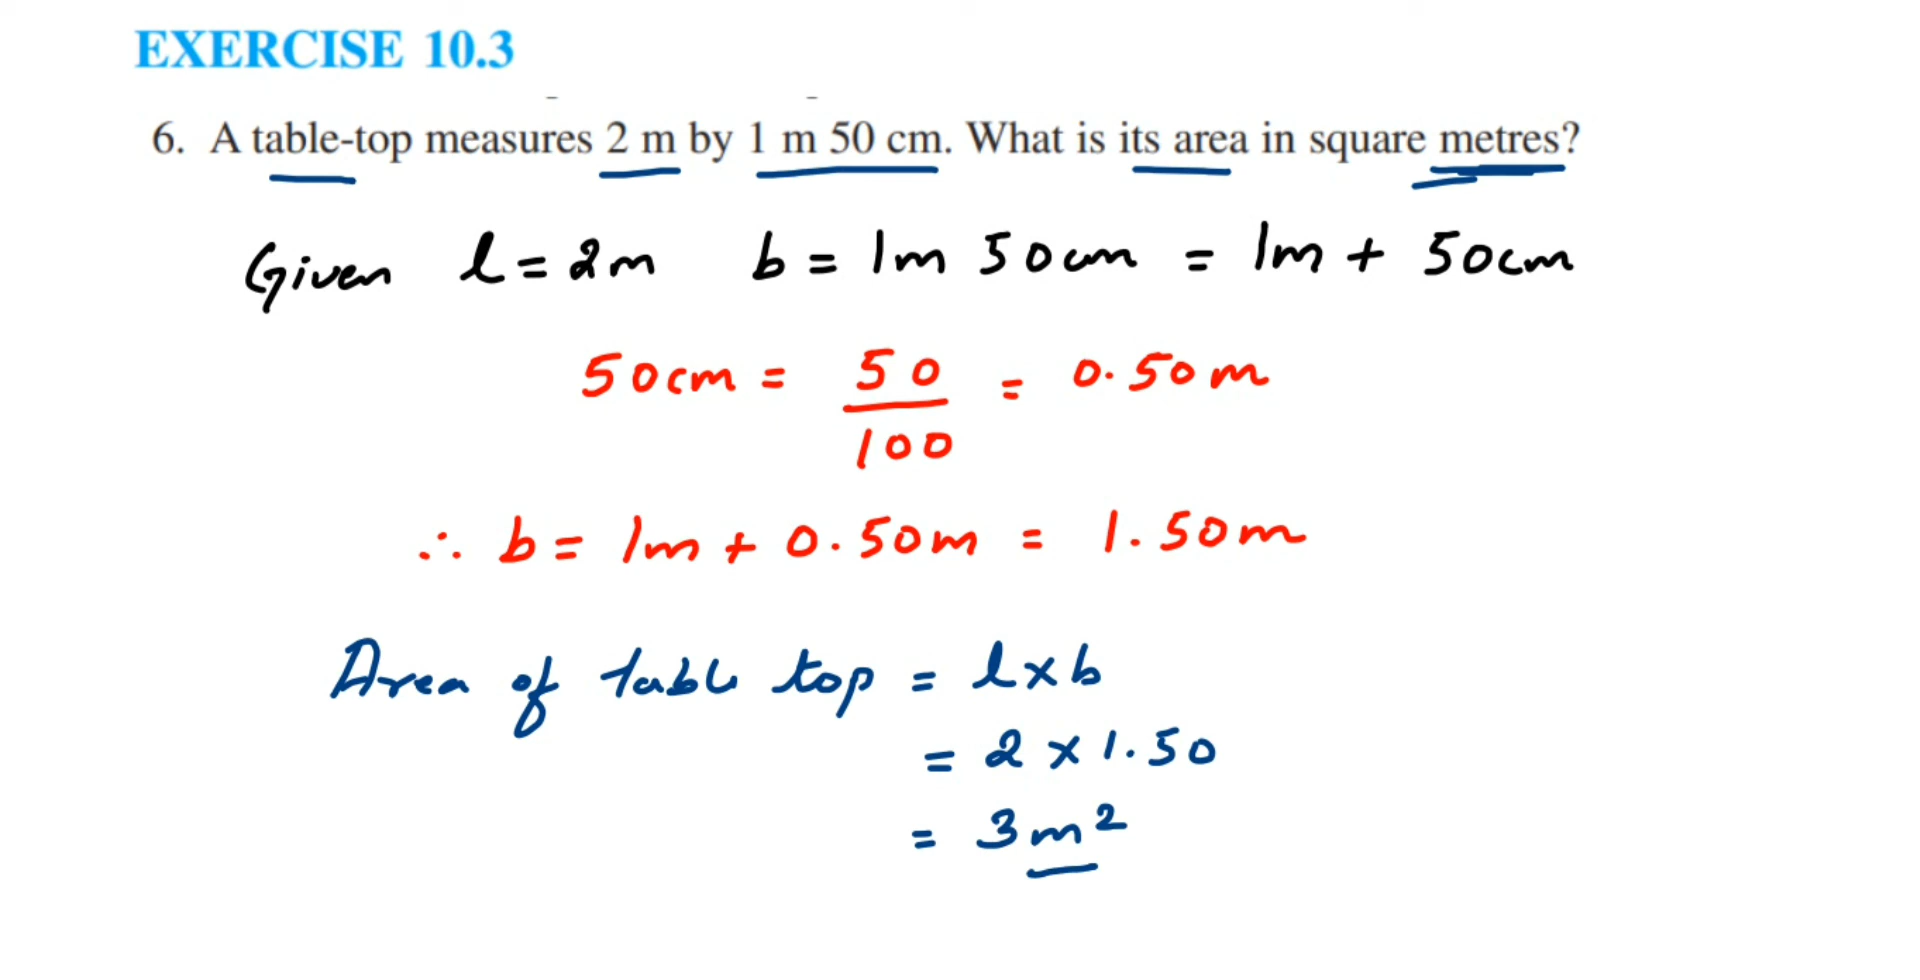 EXERCISE 10.3
6. A table-top measures 2 m by 1 m 50 cm. What is its area in square metres?
Given l = 2m b = 1m 50cm = 1m + 50cm
50cm = 50/100 = 0.50m
∴ b = 1m + 0.50m = 1.50m
Area of table top = l × b
= 2 × 1.50
= 3m²